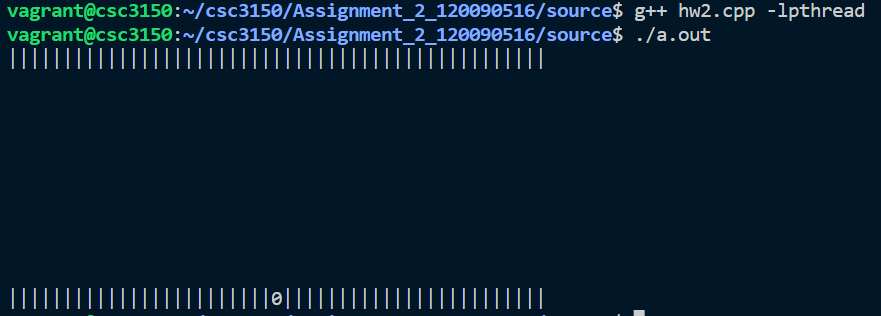 vagrant@csc3150:~/csc3150/Assignment_2_120090516/source$ g++ hw2.cpp -lpthread
vagrant@csc3150:~/csc3150/Assignment_2_120090516/source$ ./a.out
|||||||||||||||||||||||||||||||||||||||||||||||||
||||||||||||||||||||||||0||||||||||||||||||||||||